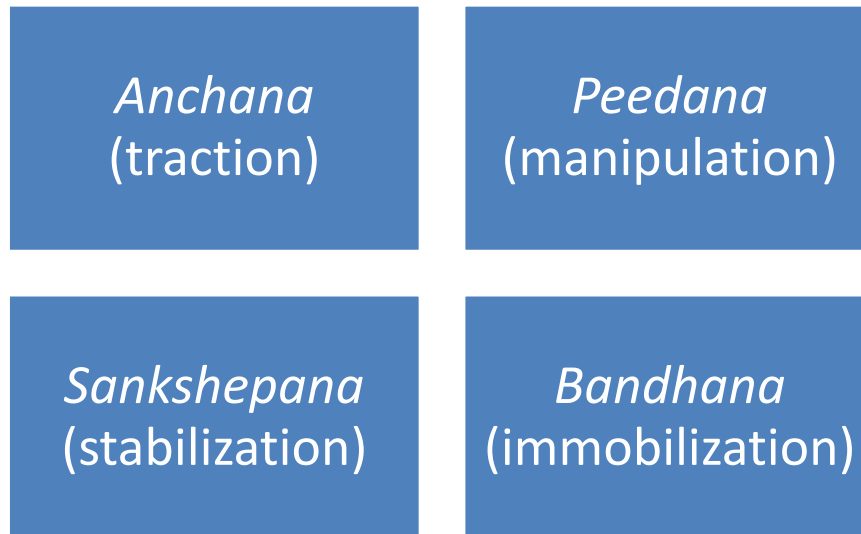 Anchana
(traction)
Peedana
(manipulation)
Sankshepana
(stabilization)
Bandhana
(immobilization)